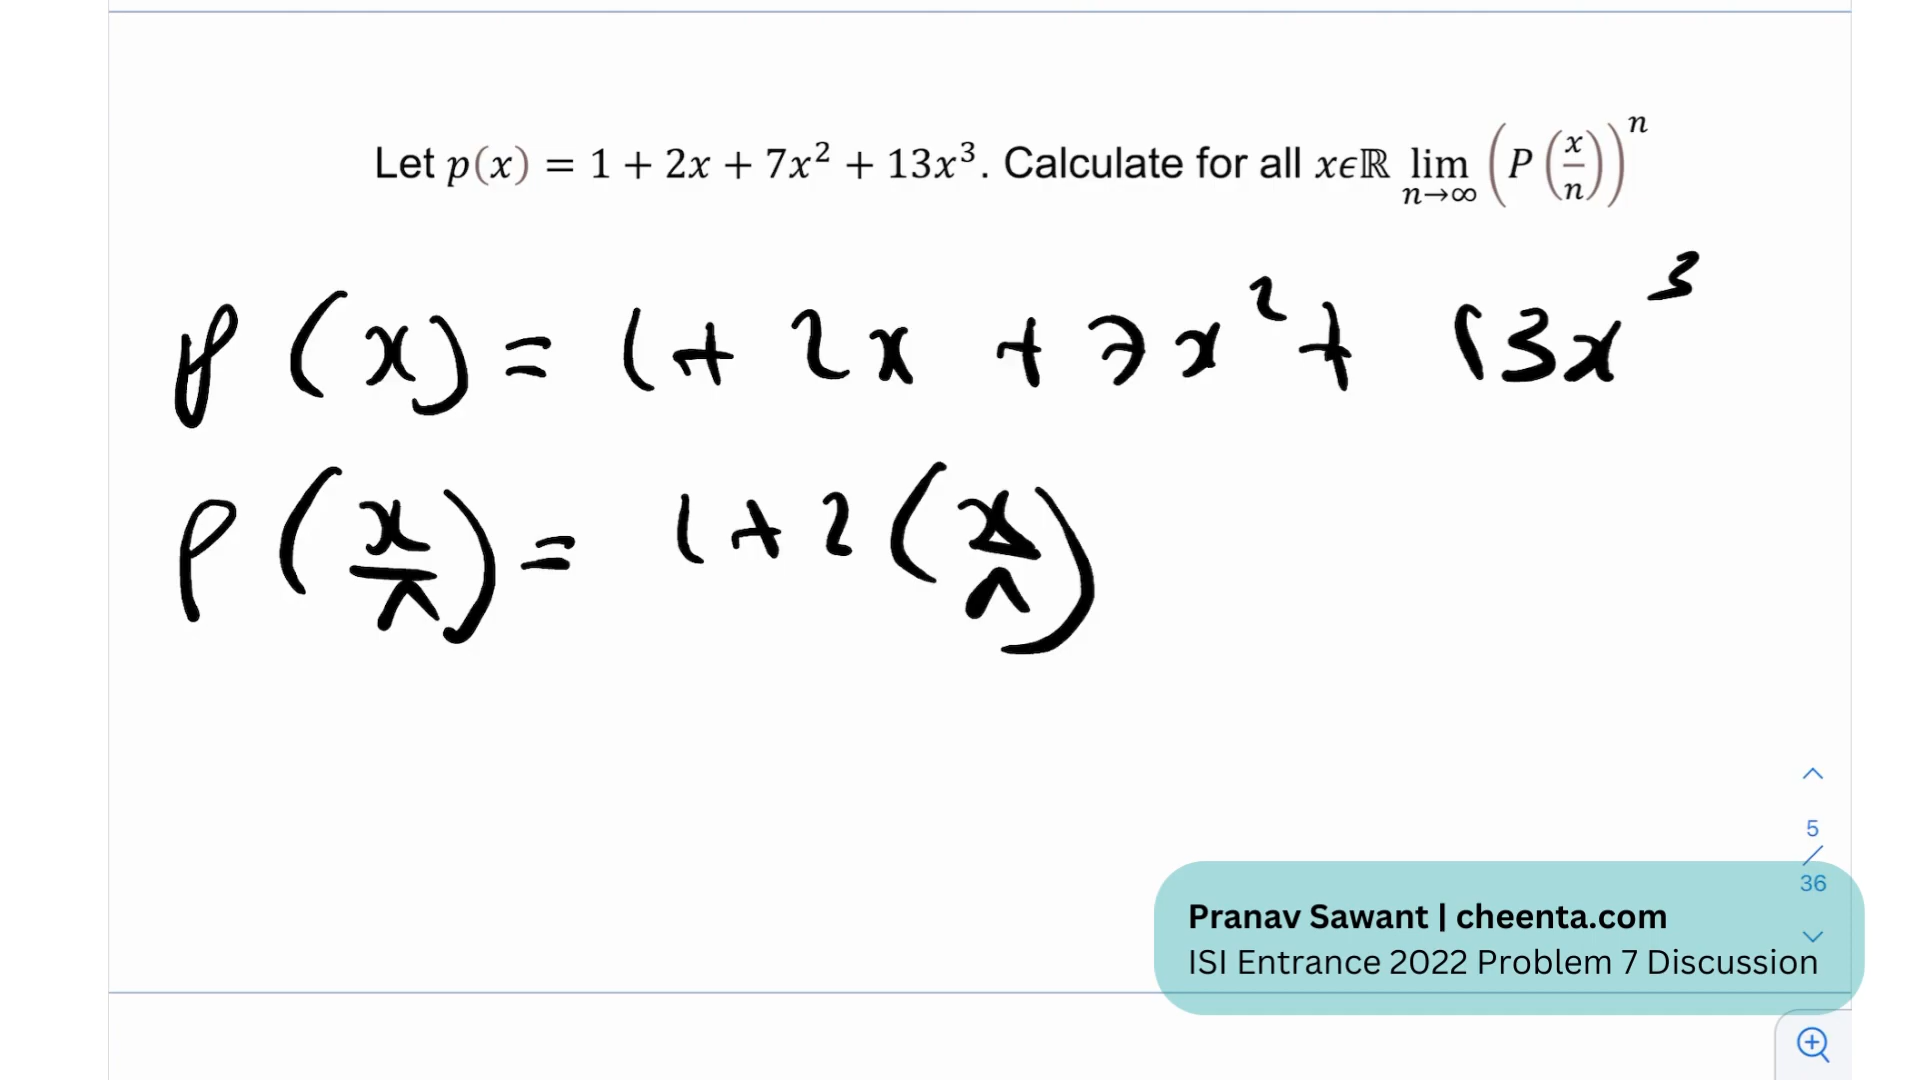 Let p(x) = 1 + 2x + 7x² + 13x³. Calculate for all xϵℝ lim n→∞ (P(x/n))ⁿ
p(x) = 1 + 2x + 7x² + 13x³
P(x/n) = 1 + 2(x/n)
5
/
36
Pranav Sawant | cheenta.com
ISI Entrance 2022 Problem 7 Discussion